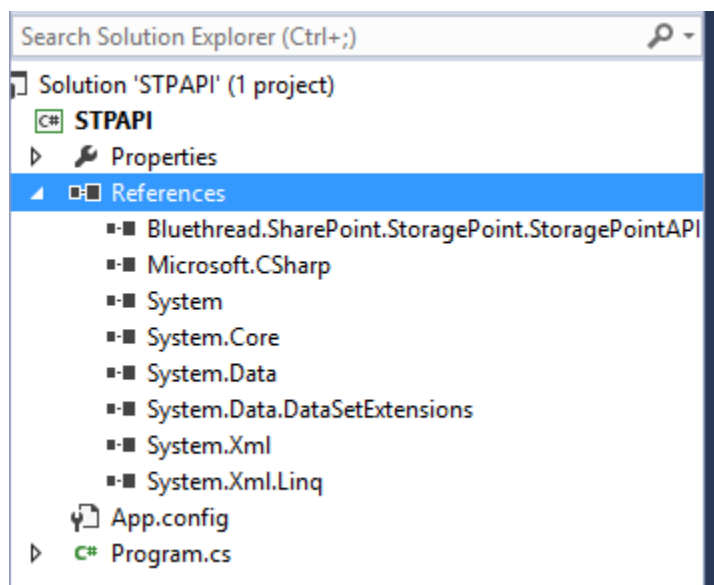 Search Solution Explorer (Ctrl+;)
Solution 'STPAPI' (1 project)
C# STPAPI
Properties
References
Bluethread.SharePoint.StoragePoint.StoragePointAPI
Microsoft.CSharp
System
System.Core
System.Data
System.Data.DataSetExtensions
System.Xml
System.Xml.Linq
App.config
C# Program.cs